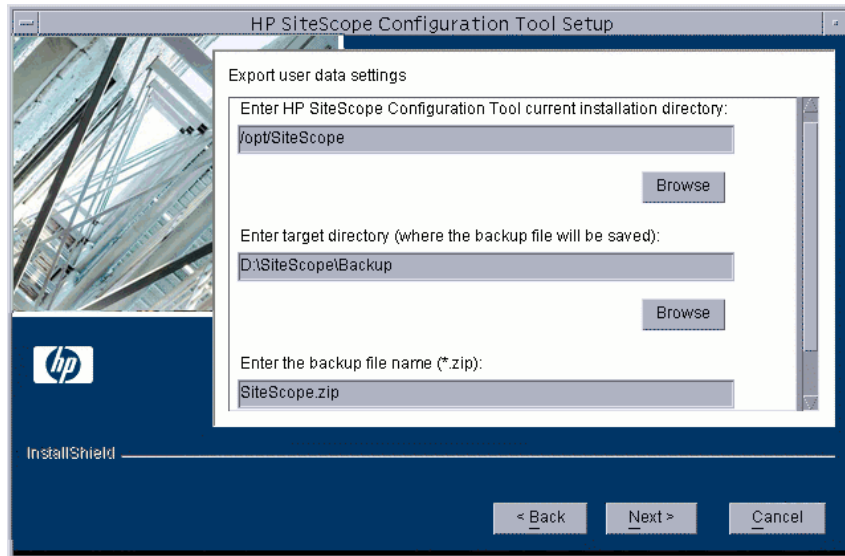 HP SiteScope Configuration Tool Setup
Export user data settings
Enter HP SiteScope Configuration Tool current installation directory:
/opt/SiteScope
Browse
Enter target directory (where the backup file will be saved):
D:\SiteScope\Backup
Browse
Enter the backup file name (*.zip):
SiteScope.zip
hp
InstallShield
< Back Next > Cancel